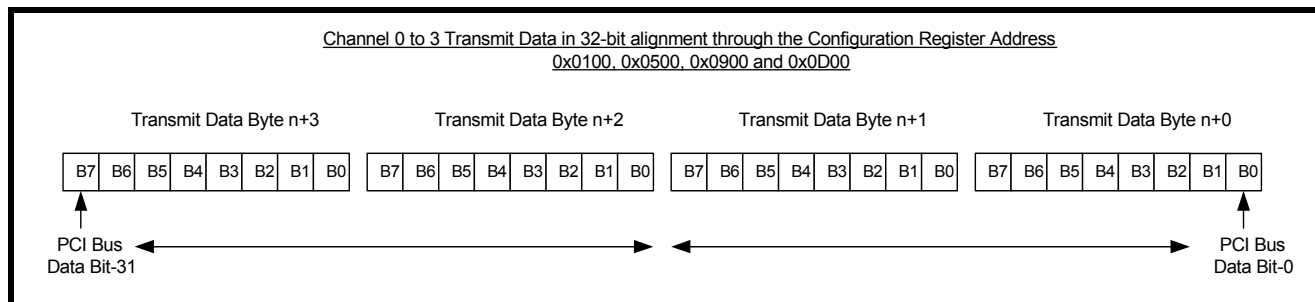 Channel 0 to 3 Transmit Data in 32-bit alignment through the Configuration Register Address
0x0100, 0x0500, 0x0900 and 0x0D00
Transmit Data Byte n+3 Transmit Data Byte n+2 Transmit Data Byte n+1 Transmit Data Byte n+0
B7 B6 B5 B4 B3 B2 B1 B0 B7 B6 B5 B4 B3 B2 B1 B0 B7 B6 B5 B4 B3 B2 B1 B0 B7 B6 B5 B4 B3 B2 B1 B0
PCI Bus PCI Bus
Data Bit-31 Data Bit-0